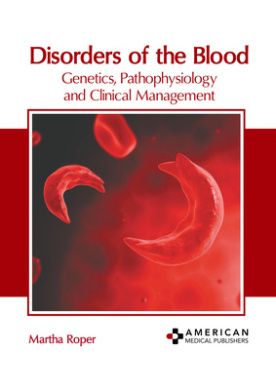 Disorders of the Blood
Genetics, Pathophysiology
and Clinical Management
Martha Roper
AMERICAN
MEDICAL PUBLISHERS